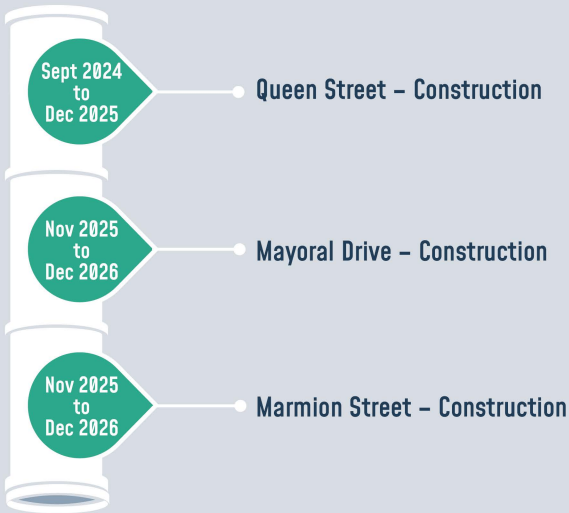 Sept 2024
to
Dec 2025
Queen Street – Construction
Nov 2025
to
Dec 2026
Mayoral Drive – Construction
Nov 2025
to
Dec 2026
Marmion Street – Construction